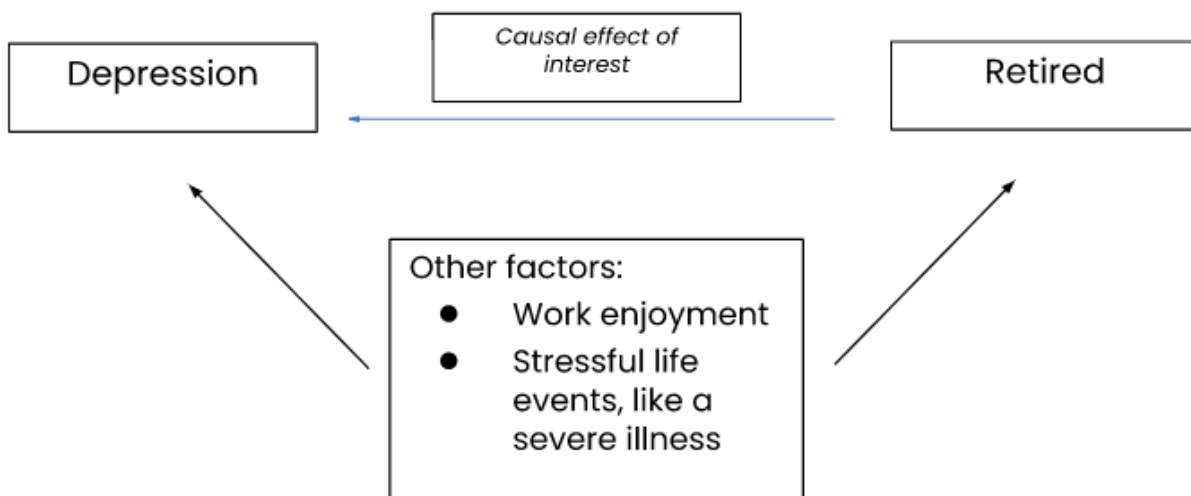 Causal effect of
interest
Depression
Retired
Other factors:
● Work enjoyment
● Stressful life
events, like a
severe illness